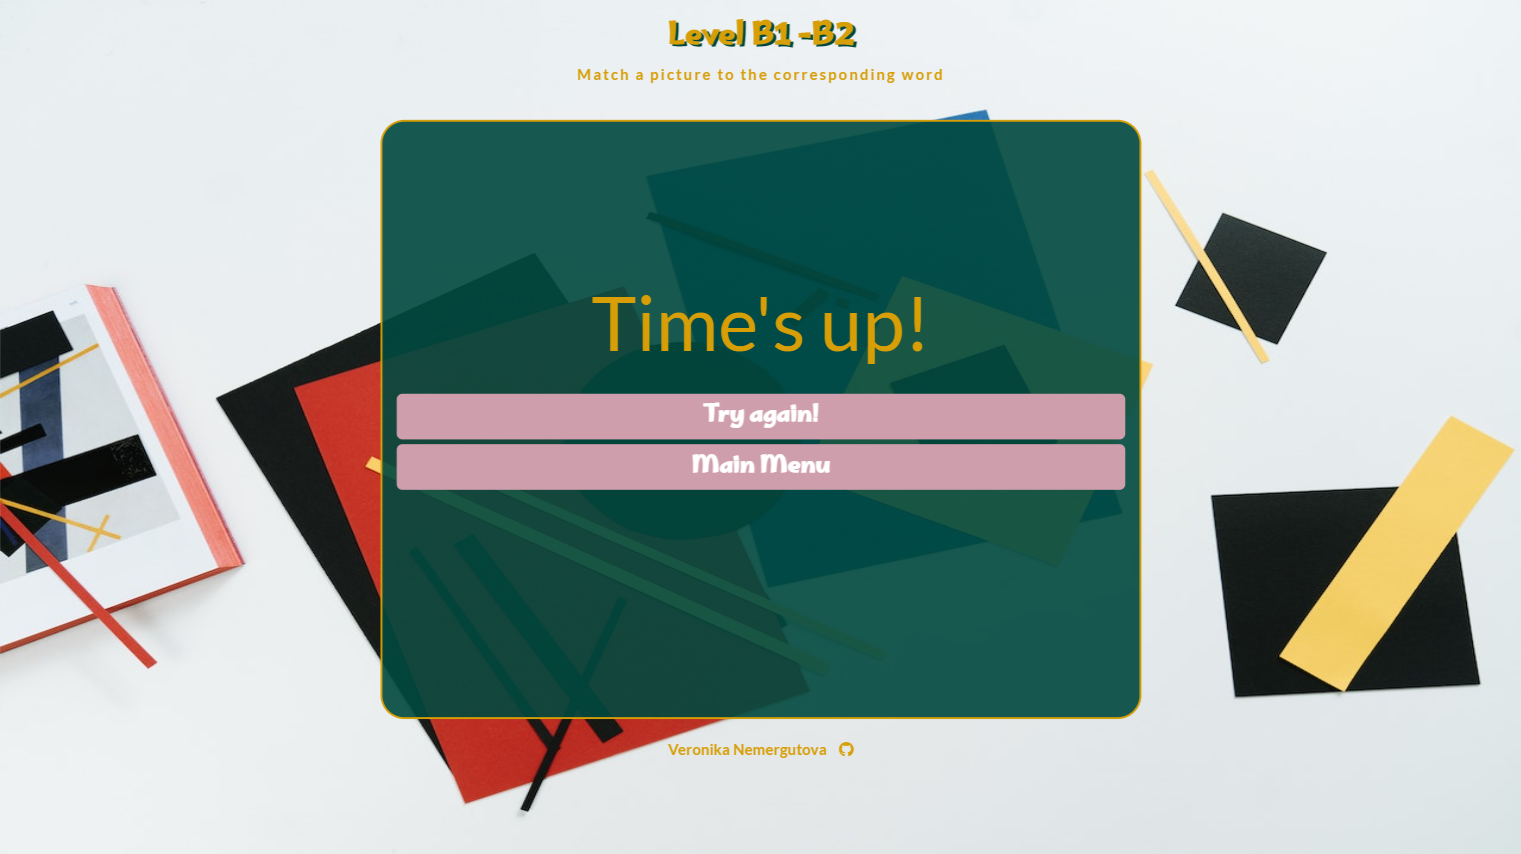 Level B1 -B2
Match a picture to the corresponding word
Time's up!
Try again!
Main Menu
Veronika Nemergutova